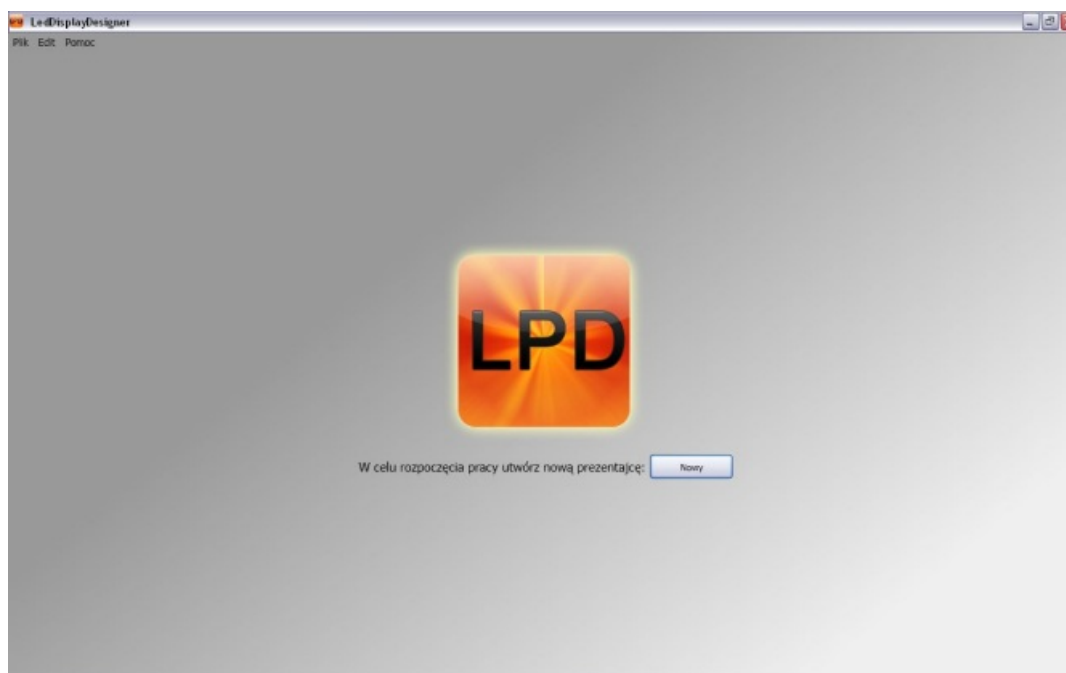 LedDisplayDesigner
Plik Edit Pomoc
LPD
W celu rozpoczęcia pracy utwórz nową prezentajcę: Nowy